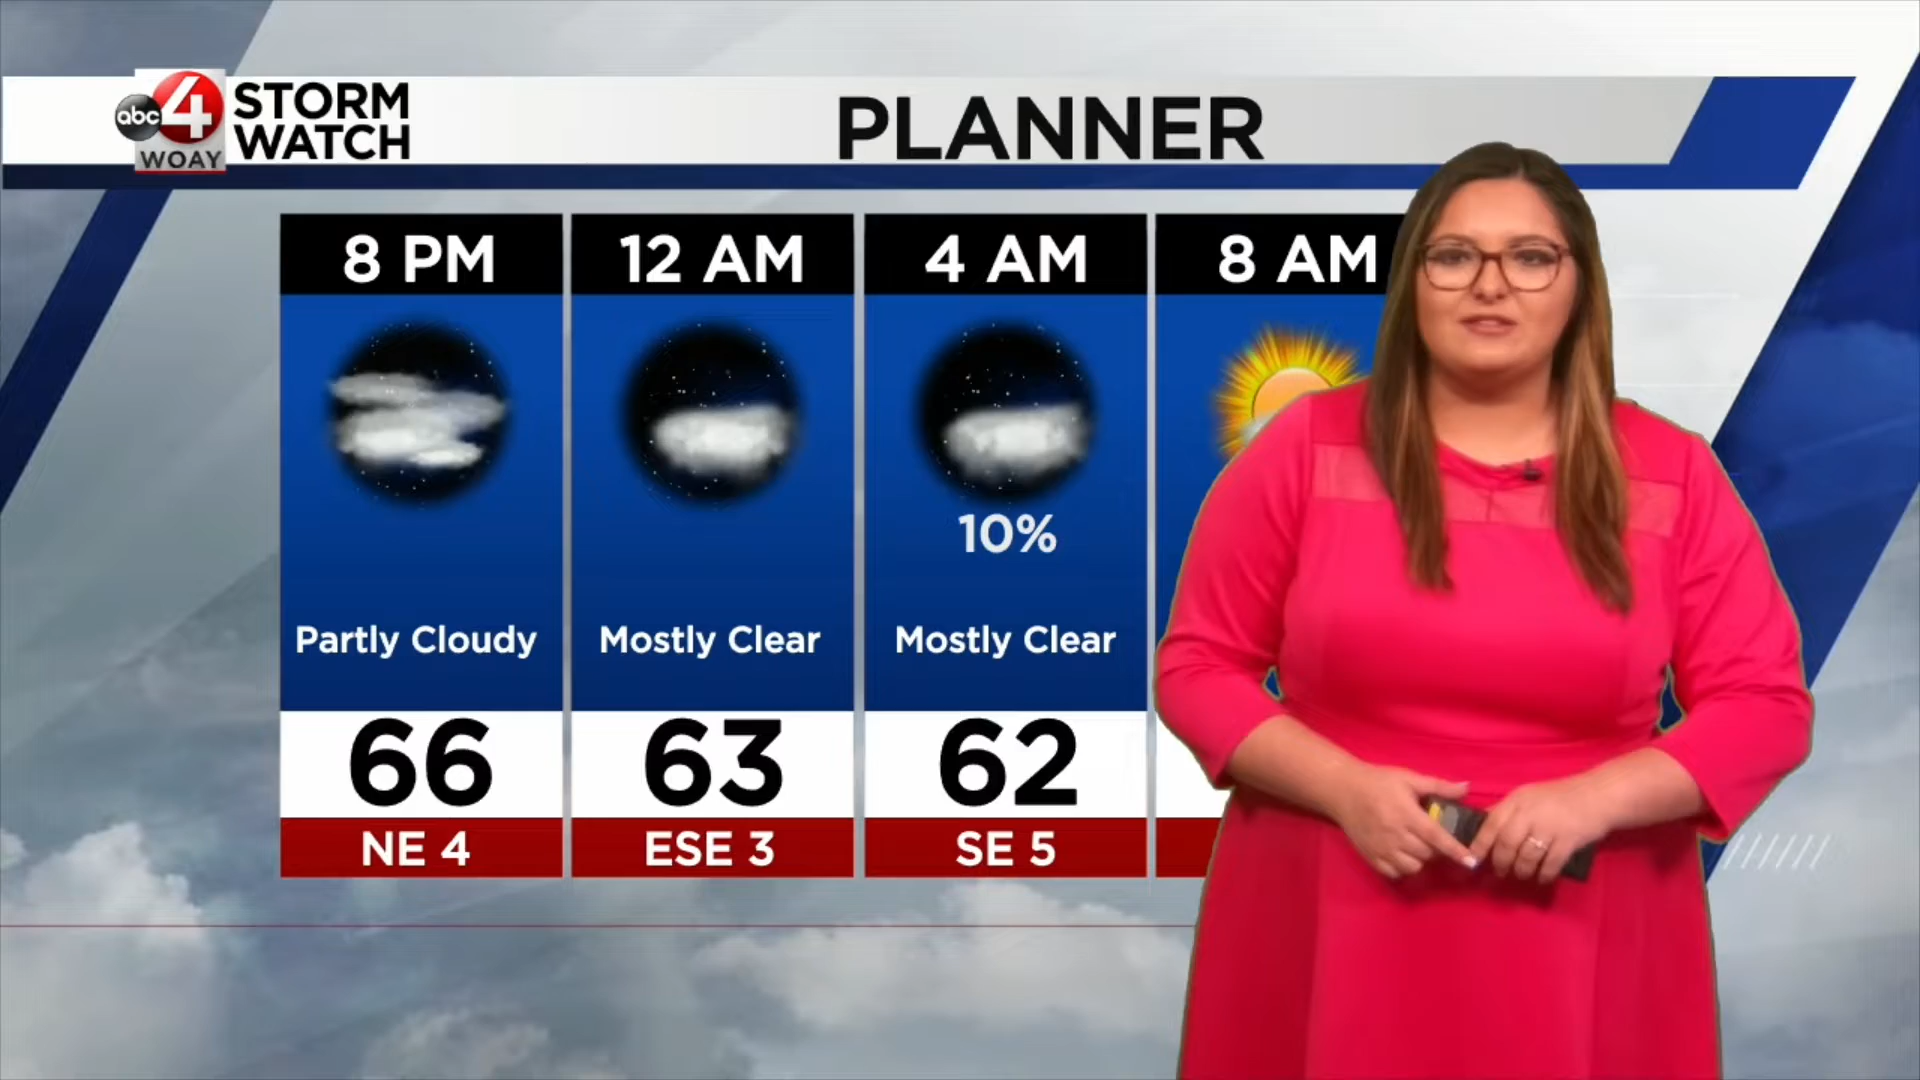 abc 4
WOAY
STORM
WATCH
PLANNER
8 PM
12 AM
4 AM
8 AM
10%
Partly Cloudy
Mostly Clear
Mostly Clear
66
63
62
NE 4
ESE 3
SE 5